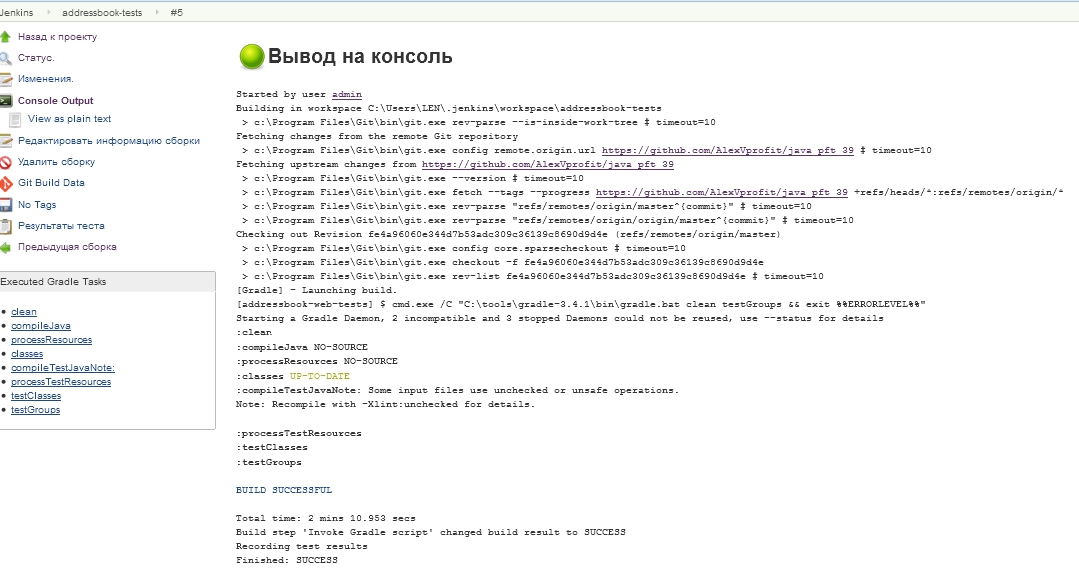 Jenkins addressbook-tests #5
Назад к проекту
Статус.
Изменения.
Console Output
View as plain text
Редактировать информацию сборки
Удалить сборку
Git Build Data
No Tags
Результаты теста
Предыдущая сборка
Executed Gradle Tasks
clean
compileJava
processResources
classes
compileTestJavaNote:
processTestResources
testClasses
testGroups
Вывод на консоль
Started by user admin
Building in workspace C:\Users\LEN\.jenkins\workspace\addressbook-tests
> c:\Program Files\Git\bin\git.exe rev-parse --is-inside-work-tree # timeout=10
Fetching changes from the remote Git repository
> c:\Program Files\Git\bin\git.exe config remote.origin.url https://github.com/AlexVprofit/java_pft_39 # timeout=10
Fetching upstream changes from https://github.com/AlexVprofit/java_pft_39
> c:\Program Files\Git\bin\git.exe --version # timeout=10
> c:\Program Files\Git\bin\git.exe fetch --tags --progress https://github.com/AlexVprofit/java_pft_39 +refs/heads/*:refs/remotes/origin/*
> c:\Program Files\Git\bin\git.exe rev-parse "refs/remotes/origin/master^{commit}" # timeout=10
> c:\Program Files\Git\bin\git.exe rev-parse "refs/remotes/origin/origin/master^{commit}" # timeout=10
Checking out Revision fe4a96060e344d7b53adc309c36139c8690d9d4e (refs/remotes/origin/master)
> c:\Program Files\Git\bin\git.exe config core.sparsecheckout # timeout=10
> c:\Program Files\Git\bin\git.exe checkout -f fe4a96060e344d7b53adc309c36139c8690d9d4e
> c:\Program Files\Git\bin\git.exe rev-list fe4a96060e344d7b53adc309c36139c8690d9d4e # timeout=10
[Gradle] - Launching build.
[addressbook-web-tests] $ cmd.exe /C "C:\tools\gradle-3.4.1\bin\gradle.bat clean testGroups && exit %%ERRORLEVEL%%"
Starting a Gradle Daemon, 2 incompatible and 3 stopped Daemons could not be reused, use --status for details
:clean
:compileJava NO-SOURCE
:processResources NO-SOURCE
:classes UP-TO-DATE
:compileTestJavaNote: Some input files use unchecked or unsafe operations.
Note: Recompile with -Xlint:unchecked for details.
:processTestResources
:testClasses
:testGroups
BUILD SUCCESSFUL
Total time: 2 mins 10.953 secs
Build step 'Invoke Gradle script' changed build result to SUCCESS
Recording test results
Finished: SUCCESS